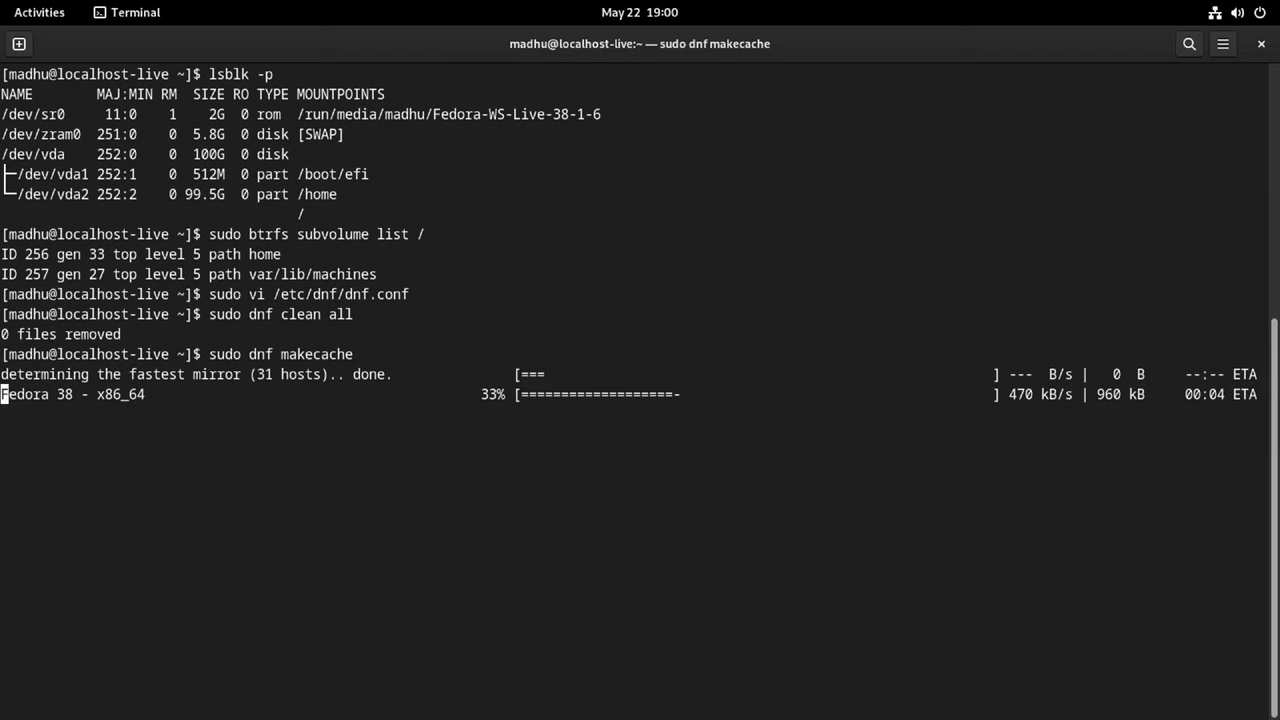 Activities Terminal May 22 19:00
madhu@localhost-live:~ — sudo dnf makecache
[madhu@localhost-live ~]$ lsblk -p
NAME        MAJ:MIN RM  SIZE RO TYPE MOUNTPOINTS
/dev/sr0     11:0    1    2G  0 rom  /run/media/madhu/Fedora-WS-Live-38-1-6
/dev/zram0  251:0    0  5.8G  0 disk [SWAP]
/dev/vda    252:0    0  100G  0 disk
├─/dev/vda1 252:1    0  512M  0 part /boot/efi
└─/dev/vda2 252:2    0 99.5G  0 part /home
                                     /
[madhu@localhost-live ~]$ sudo btrfs subvolume list /
ID 256 gen 33 top level 5 path home
ID 257 gen 27 top level 5 path var/lib/machines
[madhu@localhost-live ~]$ sudo vi /etc/dnf/dnf.conf
[madhu@localhost-live ~]$ sudo dnf clean all
0 files removed
[madhu@localhost-live ~]$ sudo dnf makecache
determining the fastest mirror (31 hosts).. done.               [===                                                         ] ---  B/s |   0  B     --:-- ETA
Fedora 38 - x86_64                                          33% [===================-                                        ] 470 kB/s | 960 kB     00:04 ETA